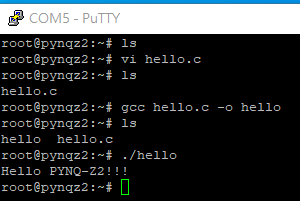 COM5 - PuTTY
root@pynqz2:~# ls
root@pynqz2:~# vi hello.c
root@pynqz2:~# ls
hello.c
root@pynqz2:~# gcc hello.c -o hello
root@pynqz2:~# ls
hello  hello.c
root@pynqz2:~# ./hello
Hello PYNQ-Z2!!!
root@pynqz2:~#